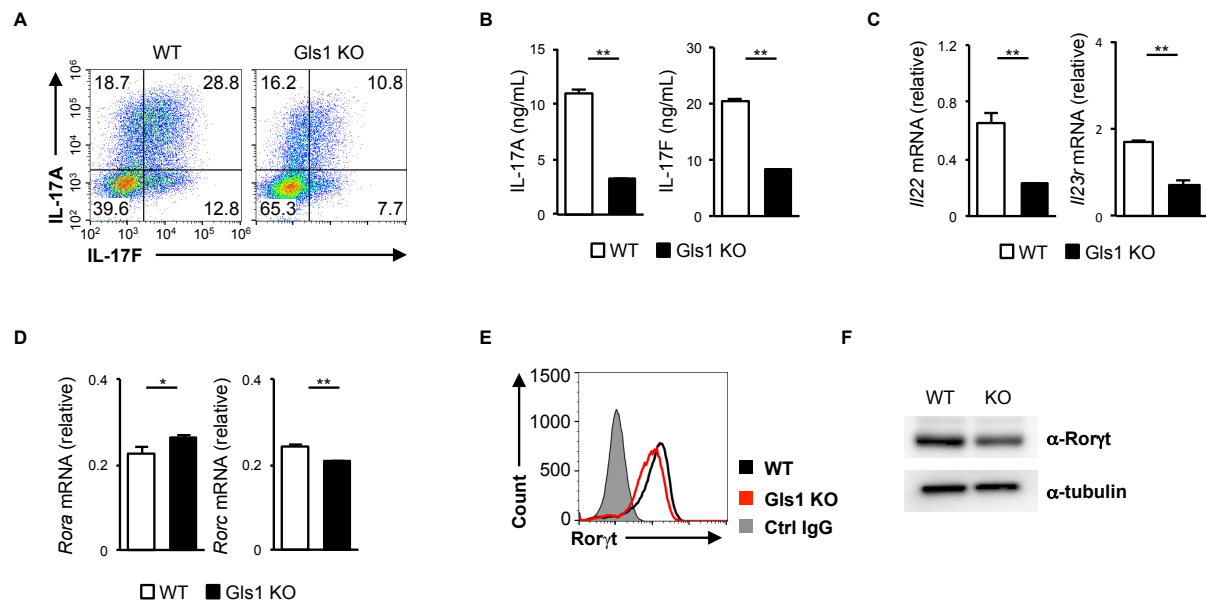 A
WT Gls1 KO
18.7 28.8 16.2 10.8
39.6 12.8 65.3 7.7
IL-17A
10⁵
10⁴
10³
10²
10² 10³ 10⁴ 10⁵ 10⁶
IL-17F
B
** **
IL-17A (ng/mL)
15
10
5
0
IL-17F (ng/mL)
30
20
10
0
WT Gls1 KO
C
** **
Il22 mRNA (relative)
1.2
0.8
0.4
0
Il23r mRNA (relative)
4
2
0
WT Gls1 KO
D
* **
Rora mRNA (relative)
0.4
0.2
0
Rorc mRNA (relative)
0.4
0.2
0
WT Gls1 KO
E
Count
1500
1000
500
0
Rorγt
WT
Gls1 KO
Ctrl IgG
F
WT KO
α-Rorγt
α-tubulin